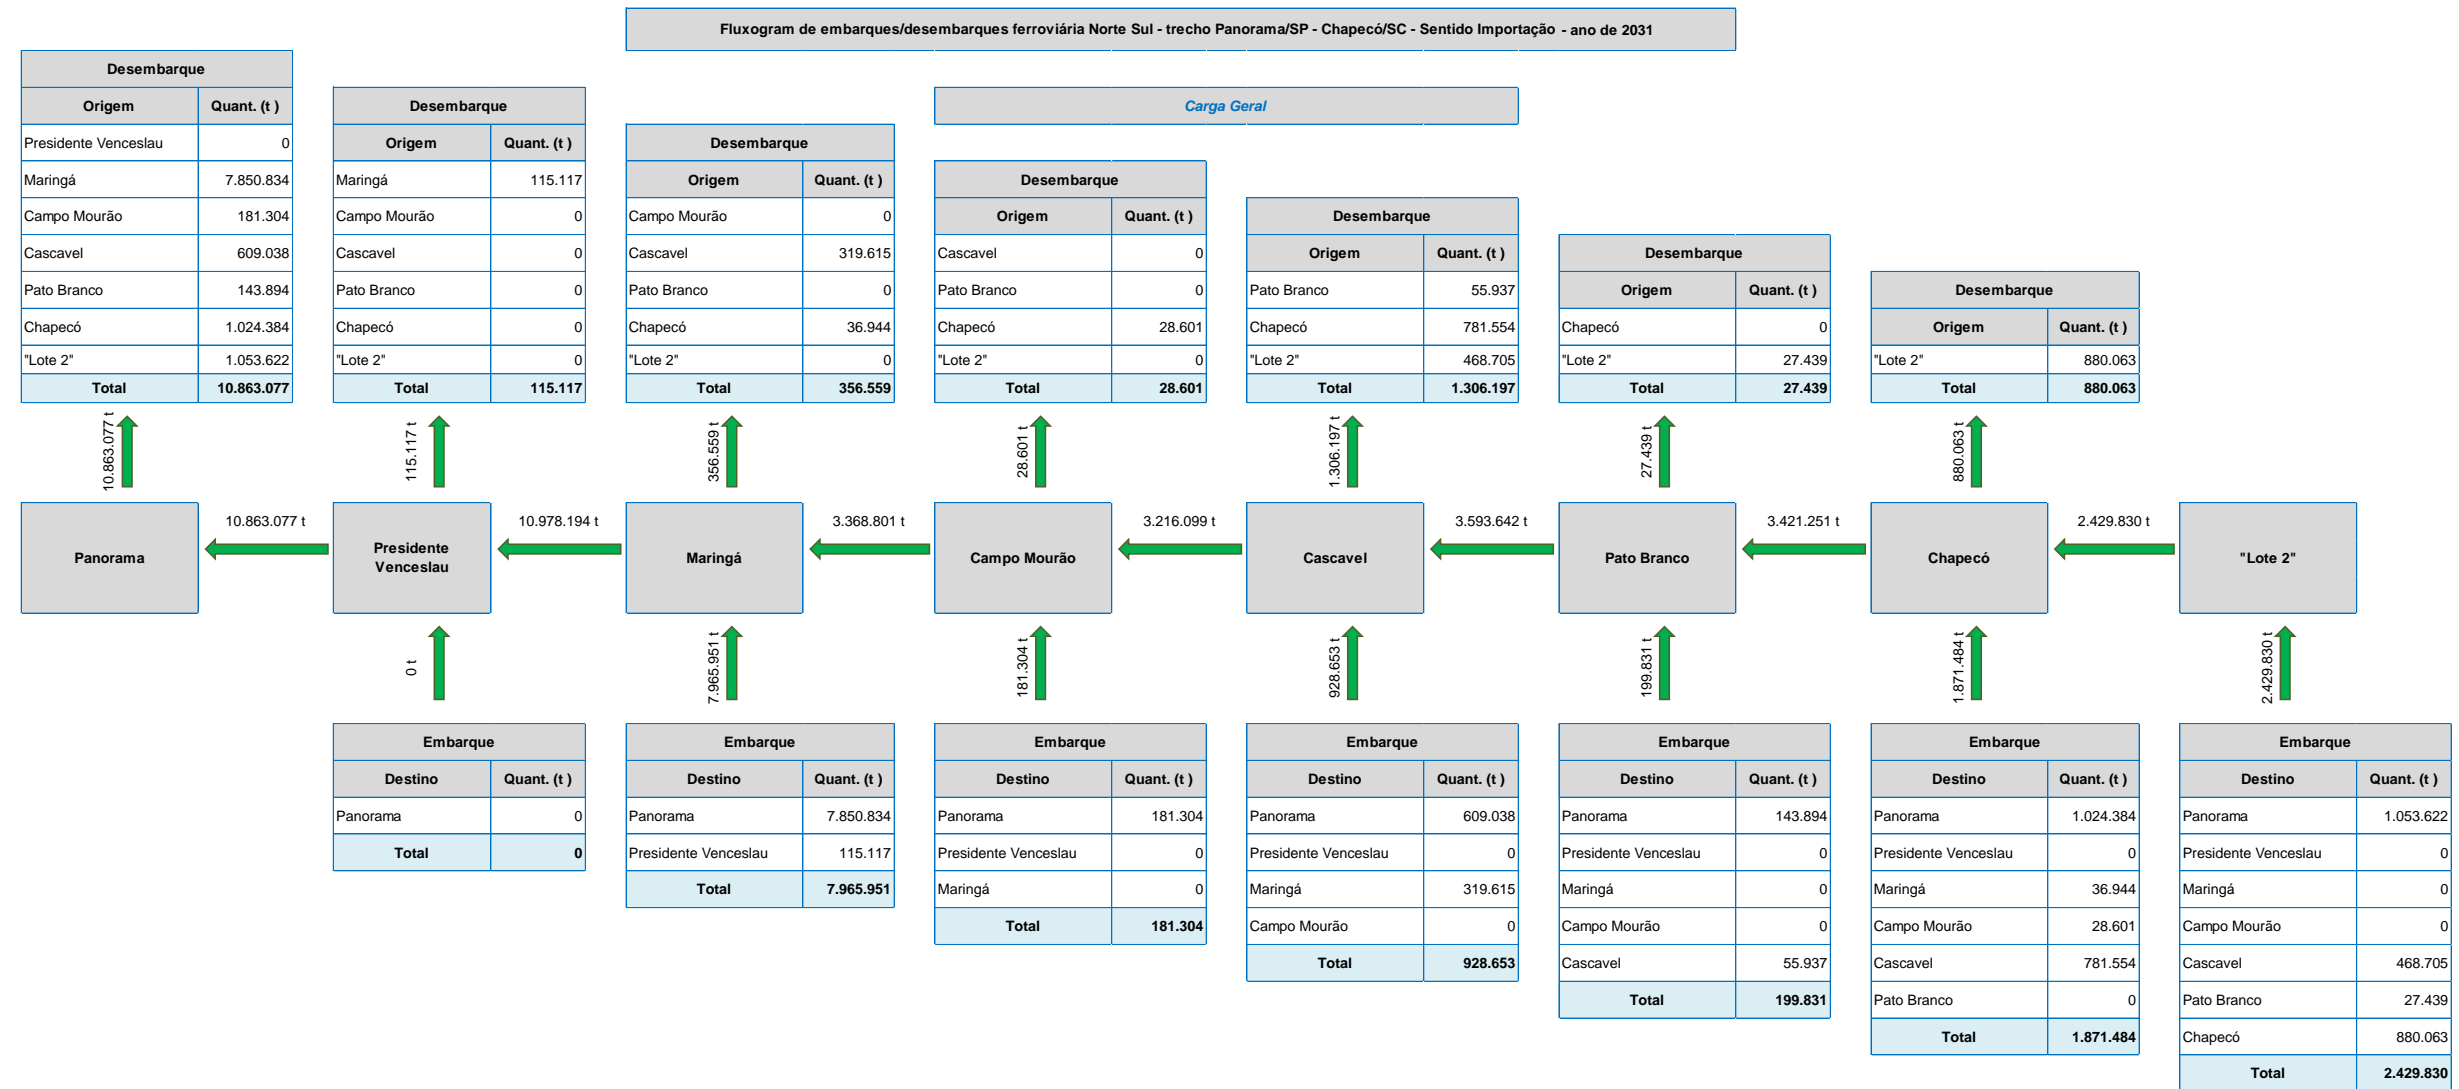 Fluxogram de embarques/desembarques ferroviária Norte Sul - trecho Panorama/SP - Chapecó/SC - Sentido Importação - ano de 2031
Carga Geral
Desembarque
Origem Quant. (t )
Presidente Venceslau 0
Maringá 7.850.834
Campo Mourão 181.304
Cascavel 609.038
Pato Branco 143.894
Chapecó 1.024.384
"Lote 2" 1.053.622
Total 10.863.077
Desembarque
Origem Quant. (t )
Maringá 115.117
Campo Mourão 0
Cascavel 0
Pato Branco 0
Chapecó 0
"Lote 2" 0
Total 115.117
Desembarque
Origem Quant. (t )
Campo Mourão 0
Cascavel 319.615
Pato Branco 0
Chapecó 36.944
"Lote 2" 0
Total 356.559
Desembarque
Origem Quant. (t )
Cascavel 0
Pato Branco 0
Chapecó 28.601
"Lote 2" 0
Total 28.601
Desembarque
Origem Quant. (t )
Pato Branco 55.937
Chapecó 781.554
"Lote 2" 468.705
Total 1.306.197
Desembarque
Origem Quant. (t )
Chapecó 0
"Lote 2" 27.439
Total 27.439
Desembarque
Origem Quant. (t )
"Lote 2" 880.063
Total 880.063
10.863.077 t
115.117 t
356.559 t
28.601 t
1.306.197 t
27.439 t
880.063 t
Panorama
10.863.077 t
Presidente
Venceslau
10.978.194 t
Maringá
3.368.801 t
Campo Mourão
3.216.099 t
Cascavel
3.593.642 t
Pato Branco
3.421.251 t
Chapecó
2.429.830 t
"Lote 2"
0 t
7.965.951 t
181.304 t
928.653 t
199.831 t
1.871.484 t
2.429.830 t
Embarque
Destino Quant. (t )
Panorama 0
Total 0
Embarque
Destino Quant. (t )
Panorama 7.850.834
Presidente Venceslau 115.117
Total 7.965.951
Embarque
Destino Quant. (t )
Panorama 181.304
Presidente Venceslau 0
Maringá 0
Total 181.304
Embarque
Destino Quant. (t )
Panorama 609.038
Presidente Venceslau 0
Maringá 319.615
Campo Mourão 0
Total 928.653
Embarque
Destino Quant. (t )
Panorama 143.894
Presidente Venceslau 0
Maringá 0
Campo Mourão 0
Cascavel 55.937
Total 199.831
Embarque
Destino Quant. (t )
Panorama 1.024.384
Presidente Venceslau 0
Maringá 36.944
Campo Mourão 28.601
Cascavel 781.554
Pato Branco 0
Total 1.871.484
Embarque
Destino Quant. (t )
Panorama 1.053.622
Presidente Venceslau 0
Maringá 0
Campo Mourão 0
Cascavel 468.705
Pato Branco 27.439
Chapecó 880.063
Total 2.429.830